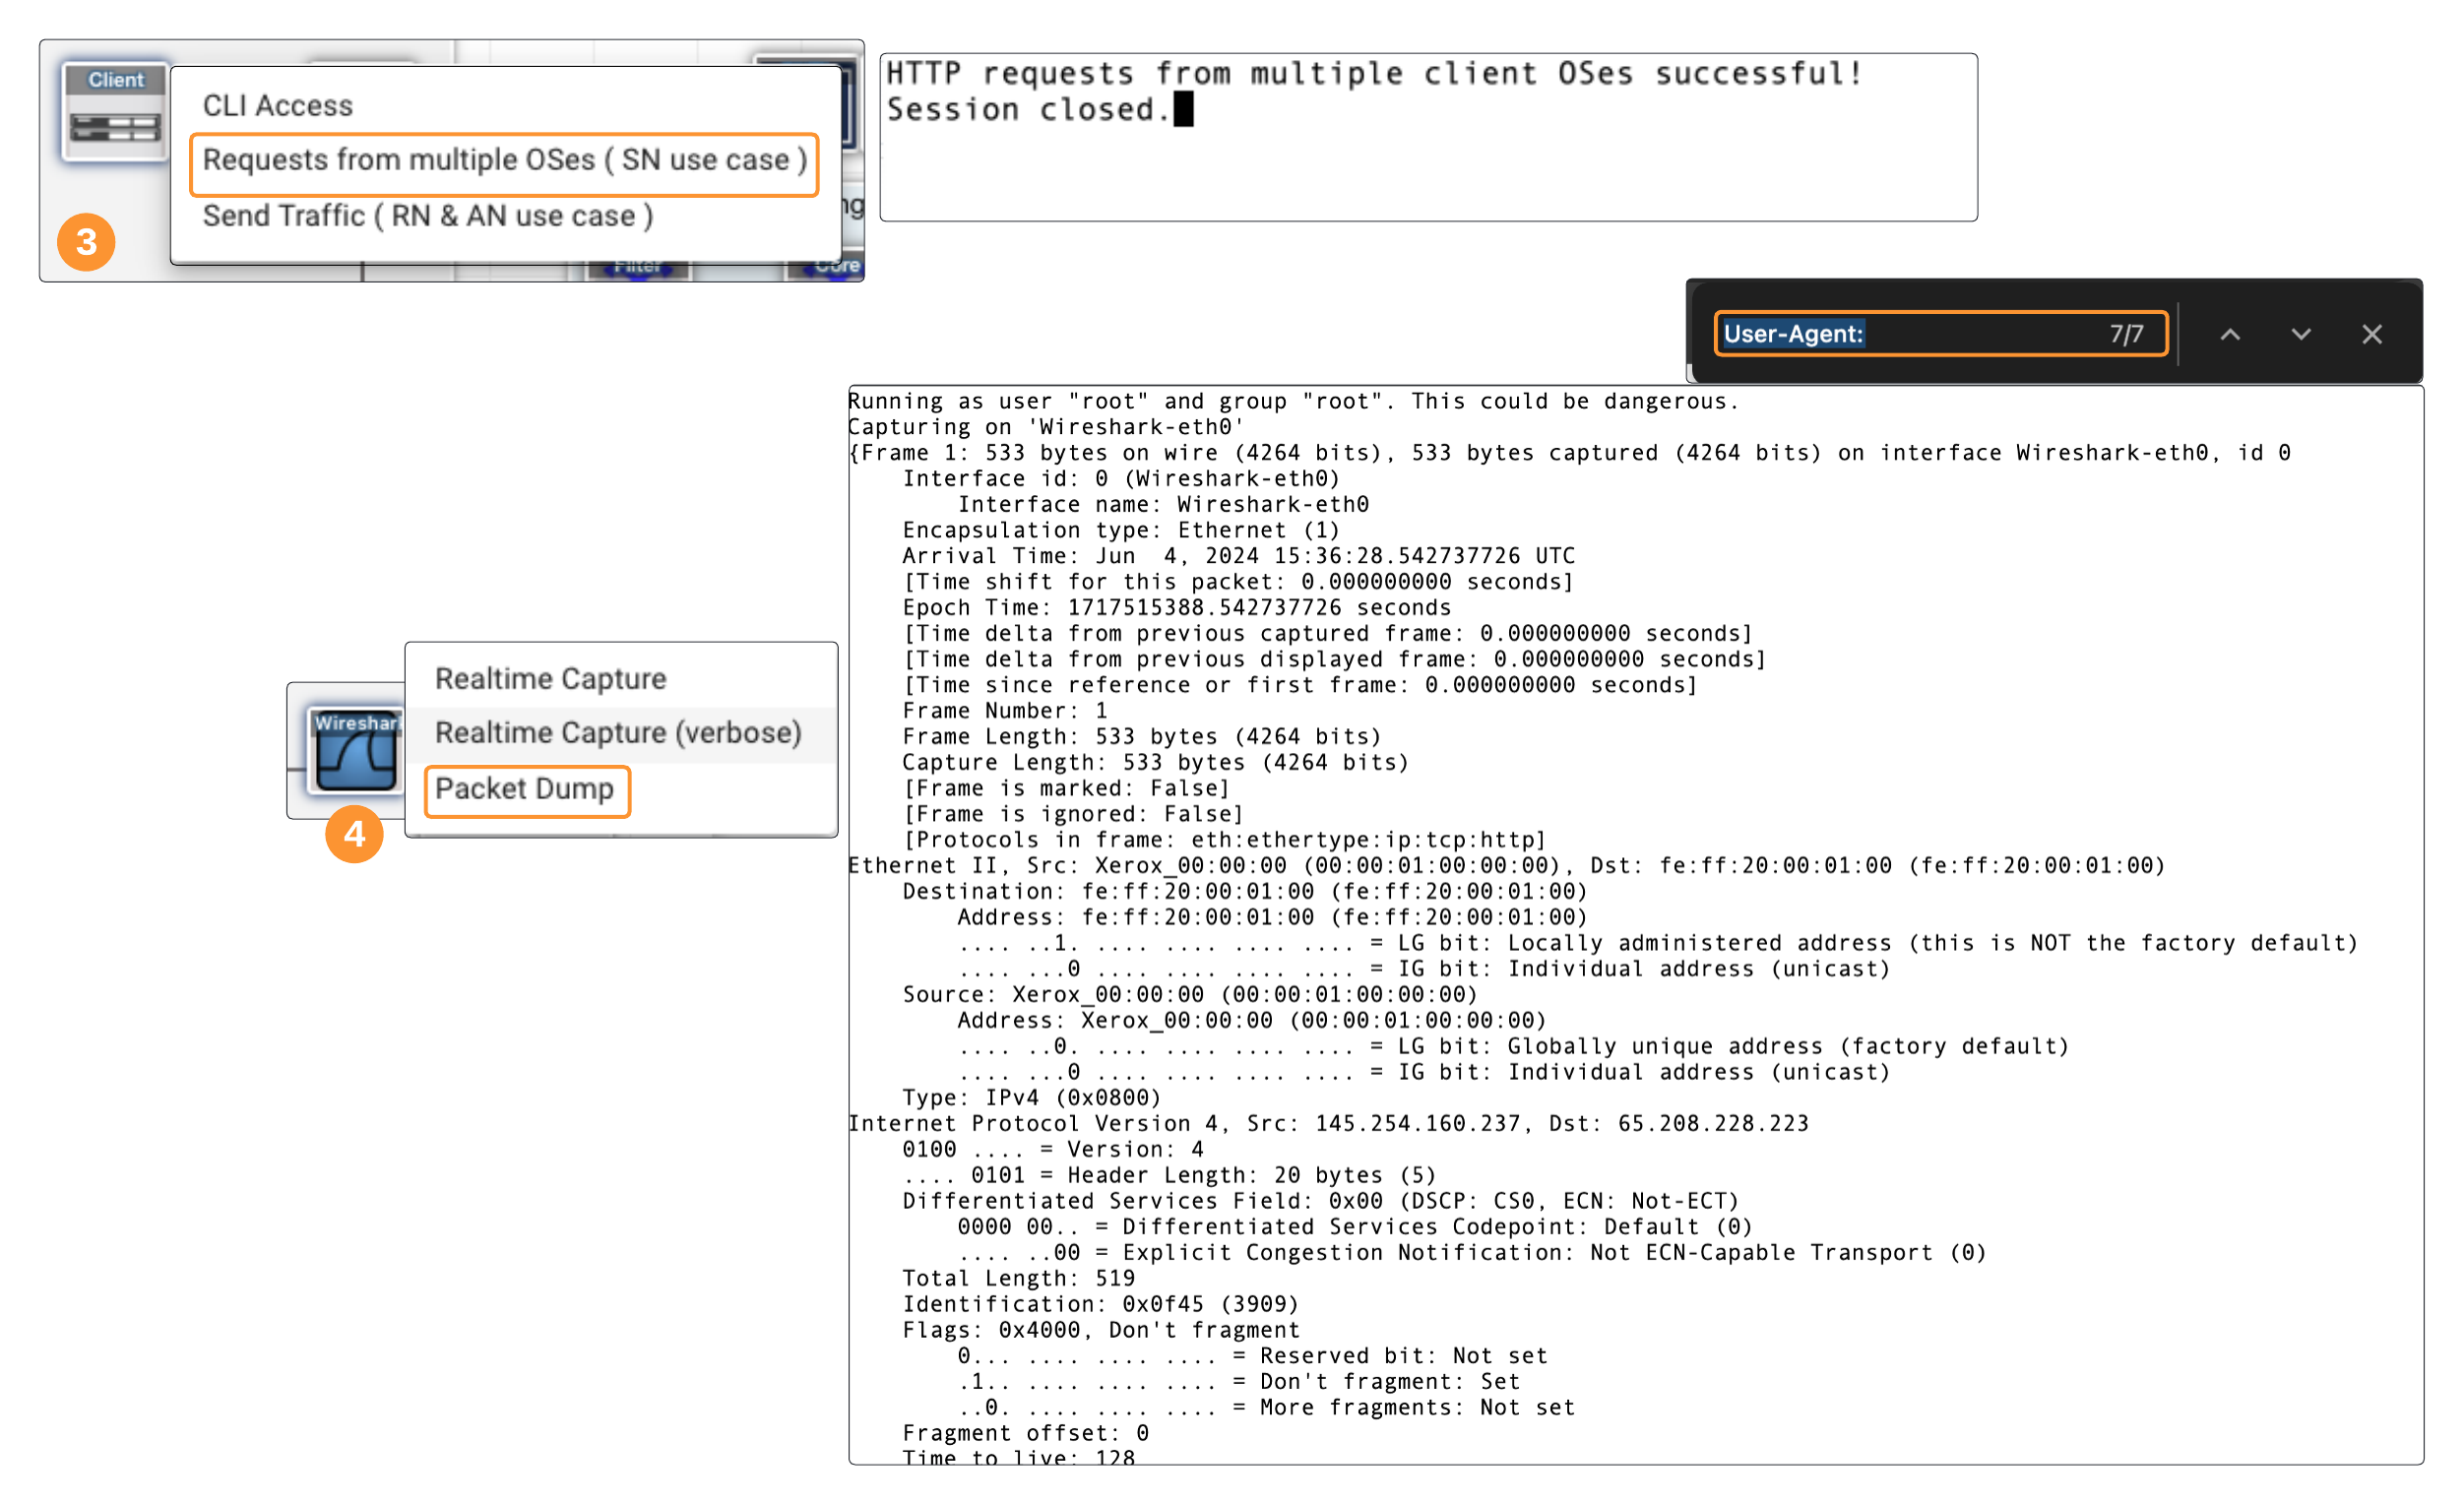 Client
CLI Access
Requests from multiple OSes ( SN use case )
Send Traffic ( RN & AN use case )
3
Filter
Core
HTTP requests from multiple client OSes successful!
Session closed.
User-Agent: 7/7
Realtime Capture
Realtime Capture (verbose)
Packet Dump
4
Running as user "root" and group "root". This could be dangerous.
Capturing on 'Wireshark-eth0'
{Frame 1: 533 bytes on wire (4264 bits), 533 bytes captured (4264 bits) on interface Wireshark-eth0, id 0
Interface id: 0 (Wireshark-eth0)
Interface name: Wireshark-eth0
Encapsulation type: Ethernet (1)
Arrival Time: Jun  4, 2024 15:36:28.542737726 UTC
[Time shift for this packet: 0.000000000 seconds]
Epoch Time: 1717515388.542737726 seconds
[Time delta from previous captured frame: 0.000000000 seconds]
[Time delta from previous displayed frame: 0.000000000 seconds]
[Time since reference or first frame: 0.000000000 seconds]
Frame Number: 1
Frame Length: 533 bytes (4264 bits)
Capture Length: 533 bytes (4264 bits)
[Frame is marked: False]
[Frame is ignored: False]
[Protocols in frame: eth:ethertype:ip:tcp:http]
Ethernet II, Src: Xerox_00:00:00 (00:00:01:00:00:00), Dst: fe:ff:20:00:01:00 (fe:ff:20:00:01:00)
Destination: fe:ff:20:00:01:00 (fe:ff:20:00:01:00)
Address: fe:ff:20:00:01:00 (fe:ff:20:00:01:00)
.... ..1. .... .... .... .... = LG bit: Locally administered address (this is NOT the factory default)
.... ...0 .... .... .... .... = IG bit: Individual address (unicast)
Source: Xerox_00:00:00 (00:00:01:00:00:00)
Address: Xerox_00:00:00 (00:00:01:00:00:00)
.... ..0. .... .... .... .... = LG bit: Globally unique address (factory default)
.... ...0 .... .... .... .... = IG bit: Individual address (unicast)
Type: IPv4 (0x0800)
Internet Protocol Version 4, Src: 145.254.160.237, Dst: 65.208.228.223
0100 .... = Version: 4
.... 0101 = Header Length: 20 bytes (5)
Differentiated Services Field: 0x00 (DSCP: CS0, ECN: Not-ECT)
0000 00.. = Differentiated Services Codepoint: Default (0)
.... ..00 = Explicit Congestion Notification: Not ECN-Capable Transport (0)
Total Length: 519
Identification: 0x0f45 (3909)
Flags: 0x4000, Don't fragment
0... .... .... .... = Reserved bit: Not set
.1.. .... .... .... = Don't fragment: Set
..0. .... .... .... = More fragments: Not set
Fragment offset: 0
Time to live: 128